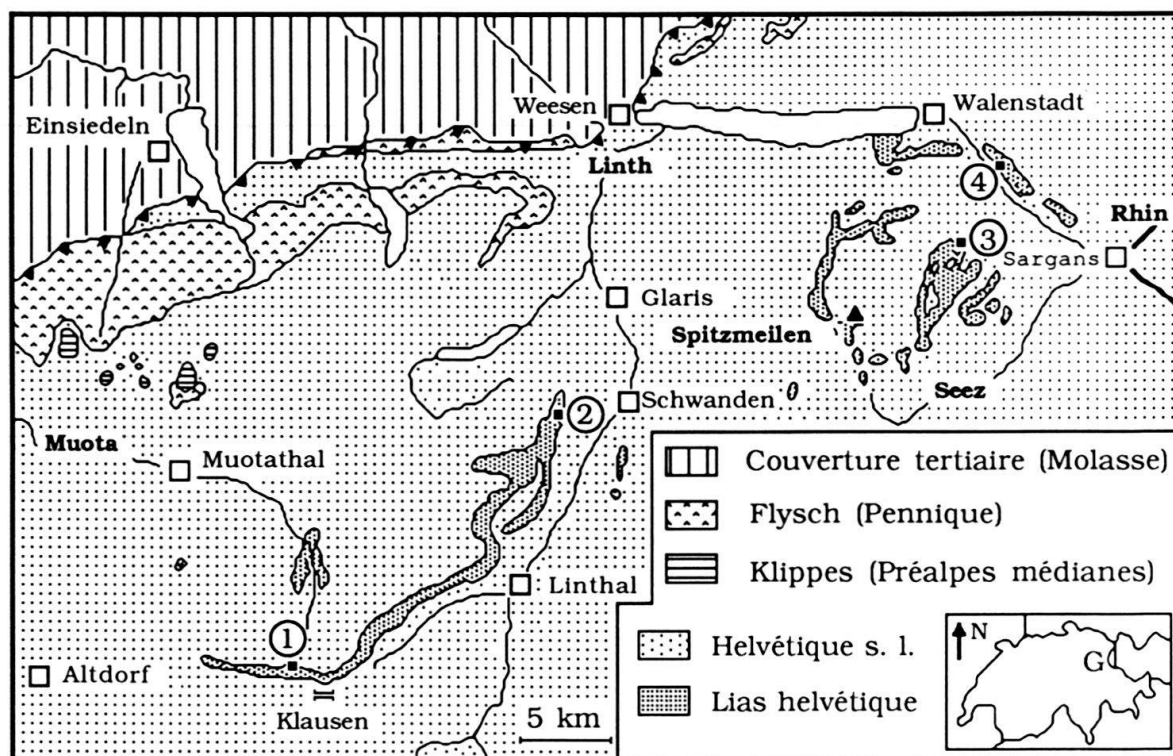 Einsiedeln
Weesen
Walenstadt
Linth
4
Rhin
3
Sargans
Glaris
Spitzmeilen
Seez
2
Schwanden
Muota
Muotathal
Linthal
1
Altdorf
Klausen
5 km
Couverture tertiaire (Molasse)
Flysch (Pennique)
Klippes (Préalpes médianes)
Helvétique s. l.
Lias helvétique
N
G